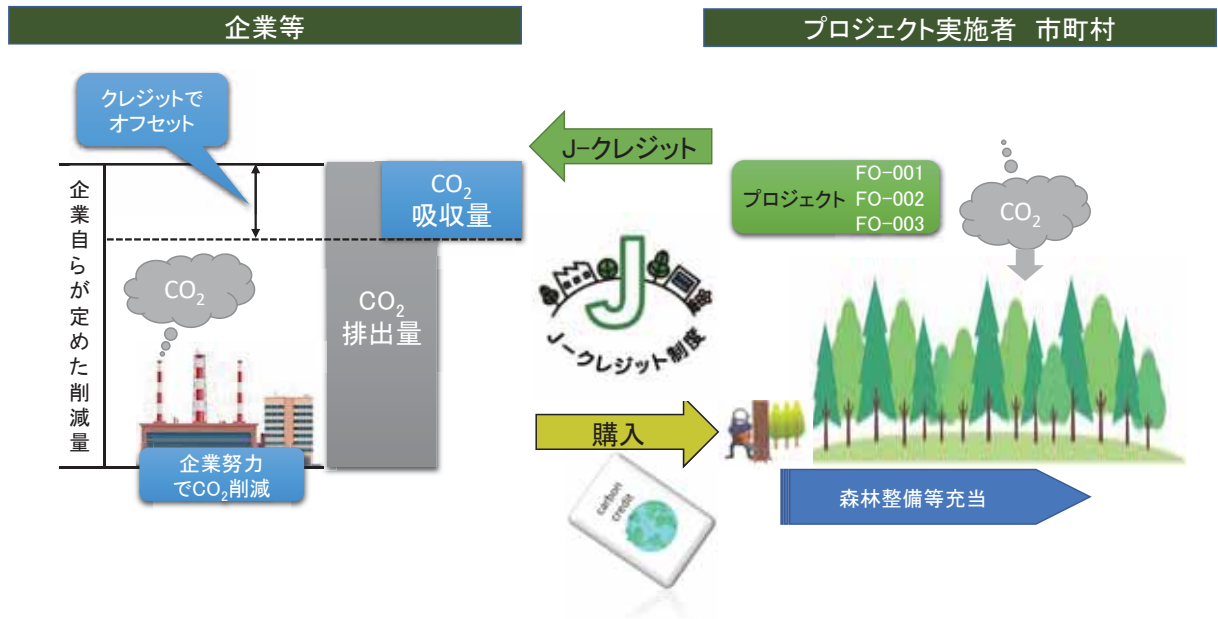 企業等
プロジェクト実施者 市町村
クレジットで
オフセット
J-クレジット
企業自らが定めた削減量
CO2
吸収量
プロジェクト
FO-001
FO-002
FO-003
CO2
CO2
CO2
排出量
J-クレジット制度
企業努力
でCO2削減
購入
carbon
credit
森林整備等充当